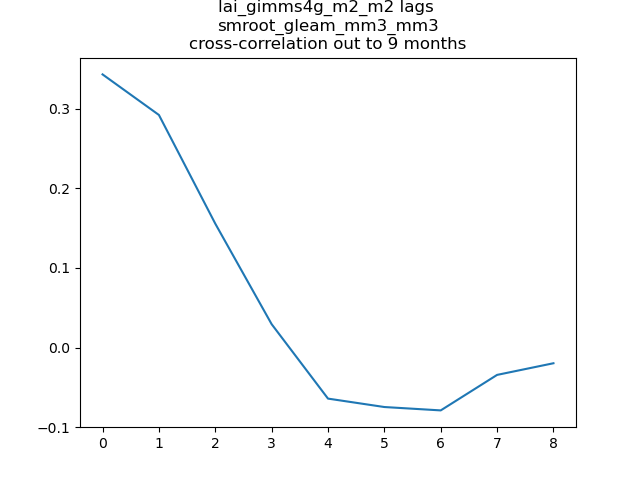 lai_gimms4g_m2_m2 lags
smroot_gleam_mm3_mm3
cross-correlation out to 9 months
0.3
0.2
0.1
0.0
−0.1
0 1 2 3 4 5 6 7 8